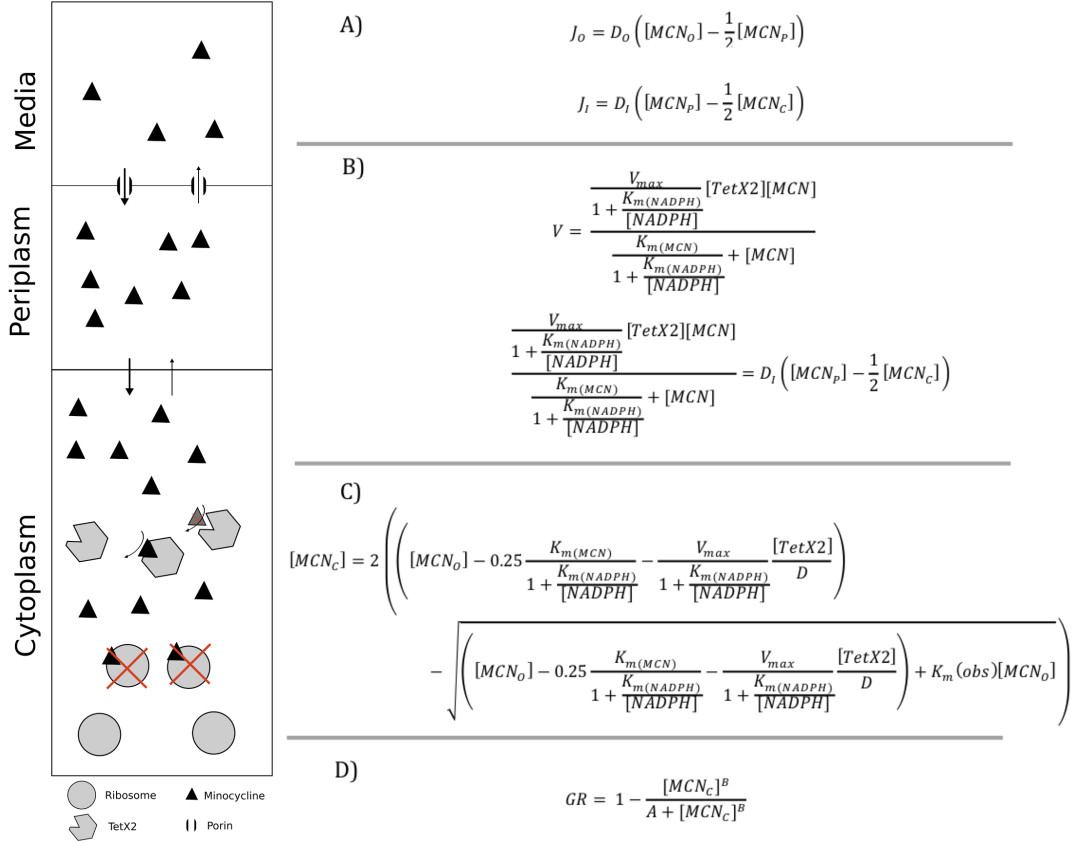 Media
Periplasm
Cytoplasm
Ribosome
Minocycline
TetX2
Porin
A)
J_O = D_O ([MCN_O] − 1/2 [MCN_P])
J_I = D_I ([MCN_P] − 1/2 [MCN_C])
B)
V = (V_max / (1 + K_m(NADPH) / [NADPH]) [TetX2][MCN]) / (K_m(MCN) / (1 + K_m(NADPH) / [NADPH]) + [MCN])
(V_max / (1 + K_m(NADPH) / [NADPH]) [TetX2][MCN]) / (K_m(MCN) / (1 + K_m(NADPH) / [NADPH]) + [MCN]) = D_I ([MCN_P] − 1/2 [MCN_C])
C)
[MCN_C] = 2 ( ( [MCN_O] − 0.25 K_m(MCN) / (1 + K_m(NADPH) / [NADPH]) − V_max / (1 + K_m(NADPH) / [NADPH]) [TetX2] / D )
− √( ( [MCN_O] − 0.25 K_m(MCN) / (1 + K_m(NADPH) / [NADPH]) − V_max / (1 + K_m(NADPH) / [NADPH]) [TetX2] / D ) + K_m(obs)[MCN_O] ) )
D)
GR = 1 − [MCN_C]^B / (A + [MCN_C]^B)